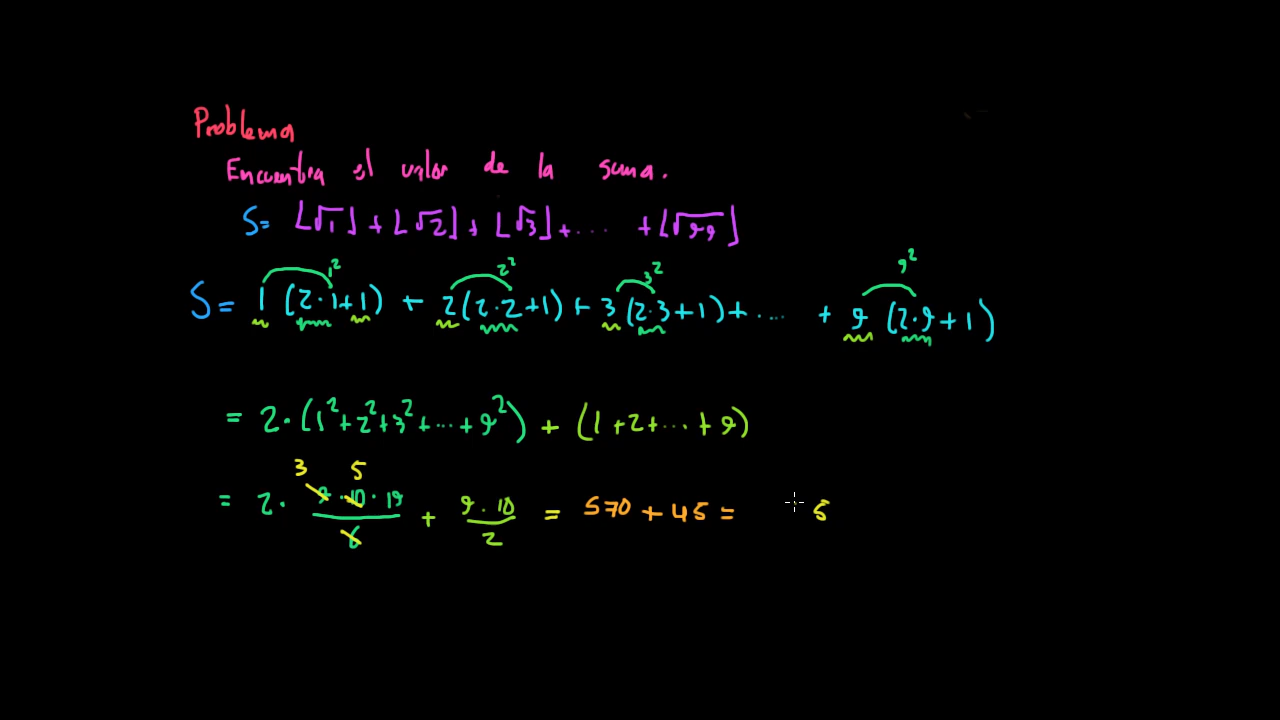 Problema
Encuentra el valor de la suma.
S= ⌊√1⌋ + ⌊√2⌋ + ⌊√3⌋ + .... + ⌊√99⌋
1² 2² 3² 9²
S= 1 (2·1+1) + 2(2·2+1) + 3(2·3+1) + .... + 9 (2·9+1)
= 2·(1²+2²+3²+...+9²) + (1+2+...+9)
3 5
= 2· 9·10·19/6 + 9·10/2 = 570 + 45 = 5